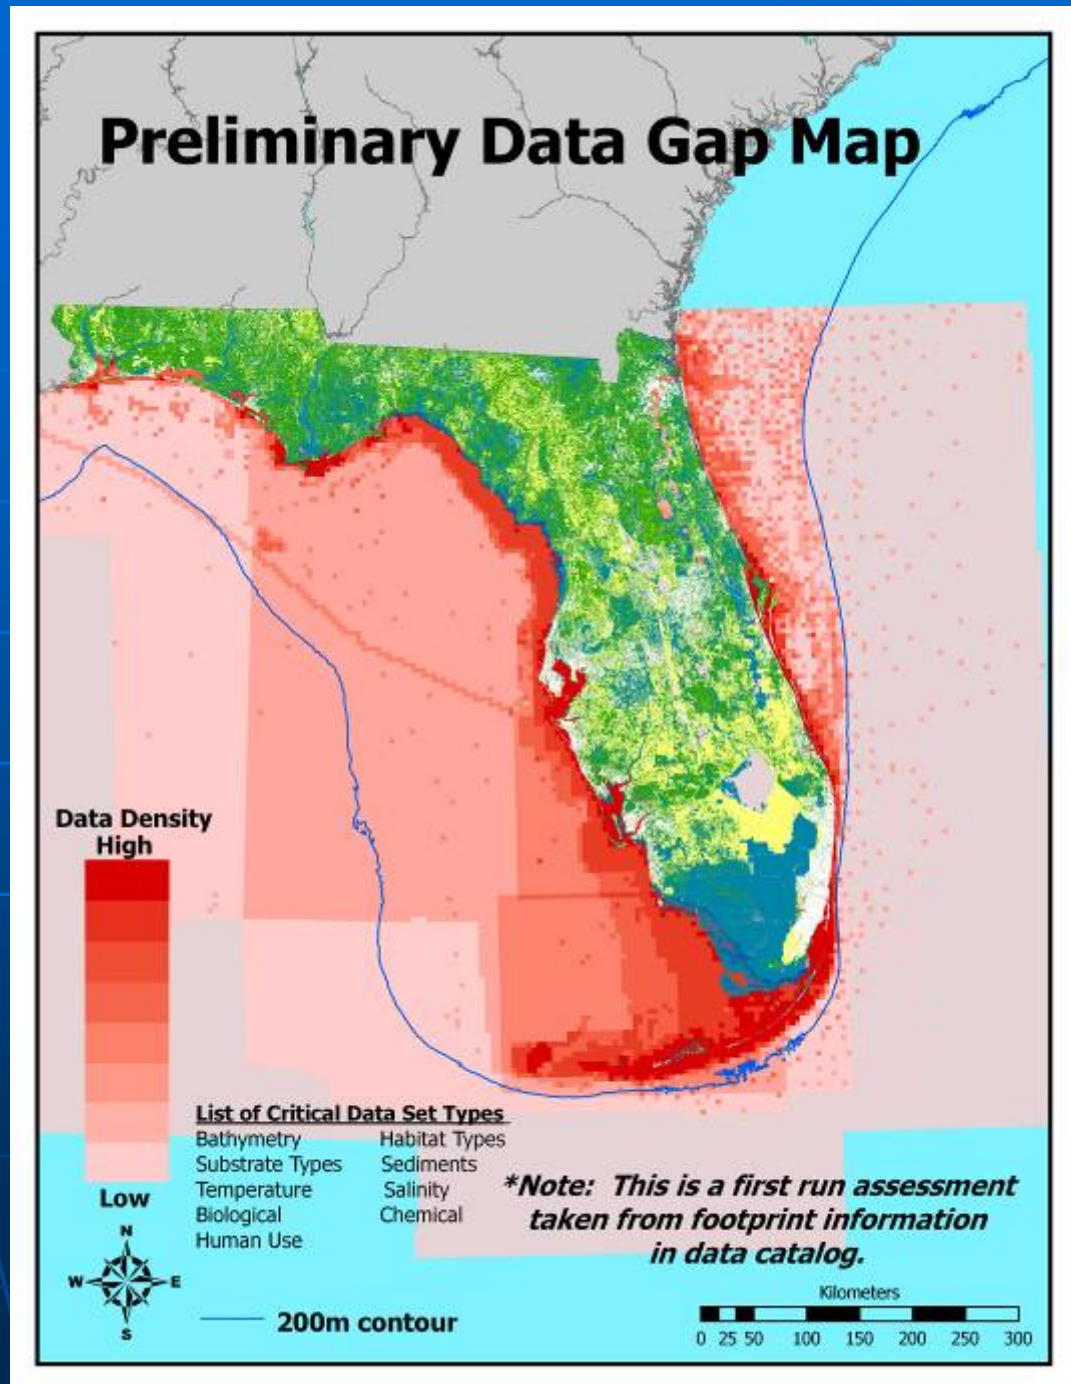 Preliminary Data Gap Map
Data Density
High
Low
List of Critical Data Set Types
Bathymetry Habitat Types
Substrate Types Sediments
Temperature Salinity
Biological Chemical
Human Use
*Note: This is a first run assessment
taken from footprint information
in data catalog.
N
W E
S
200m contour
Kilometers
0 25 50 100 150 200 250 300